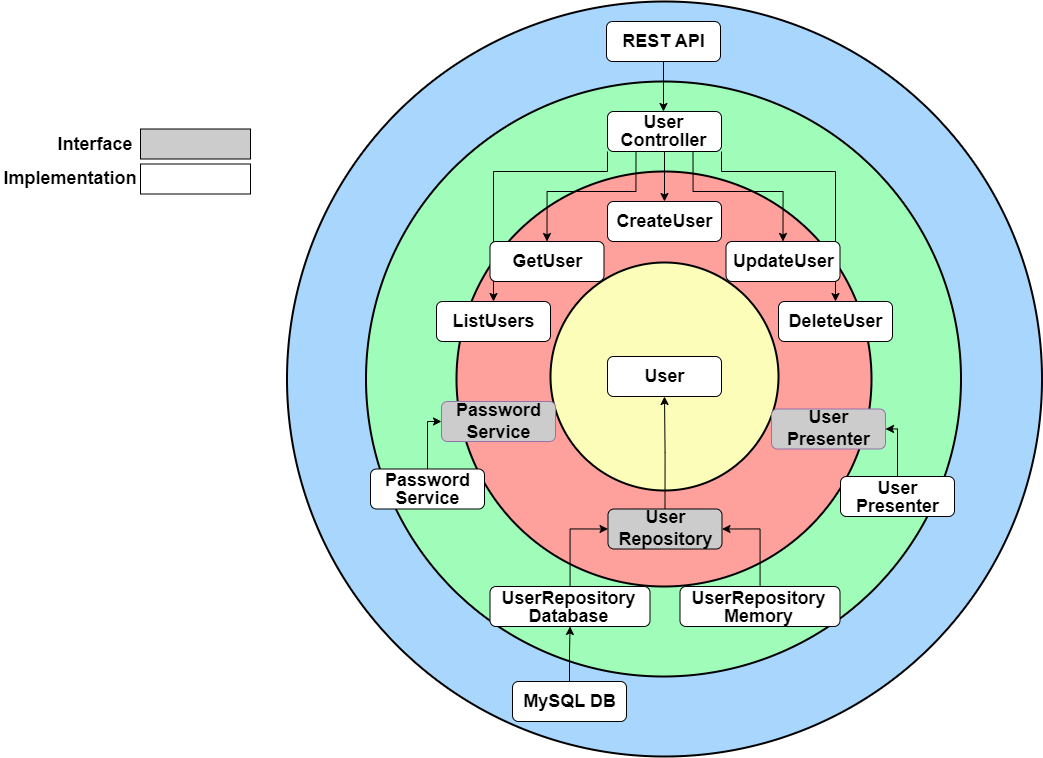 REST API
User
Controller
Interface
Implementation
CreateUser
GetUser
UpdateUser
ListUsers
DeleteUser
User
Password
Service
User
Presenter
Password
Service
User
Presenter
User
Repository
UserRepository
Database
UserRepository
Memory
MySQL DB